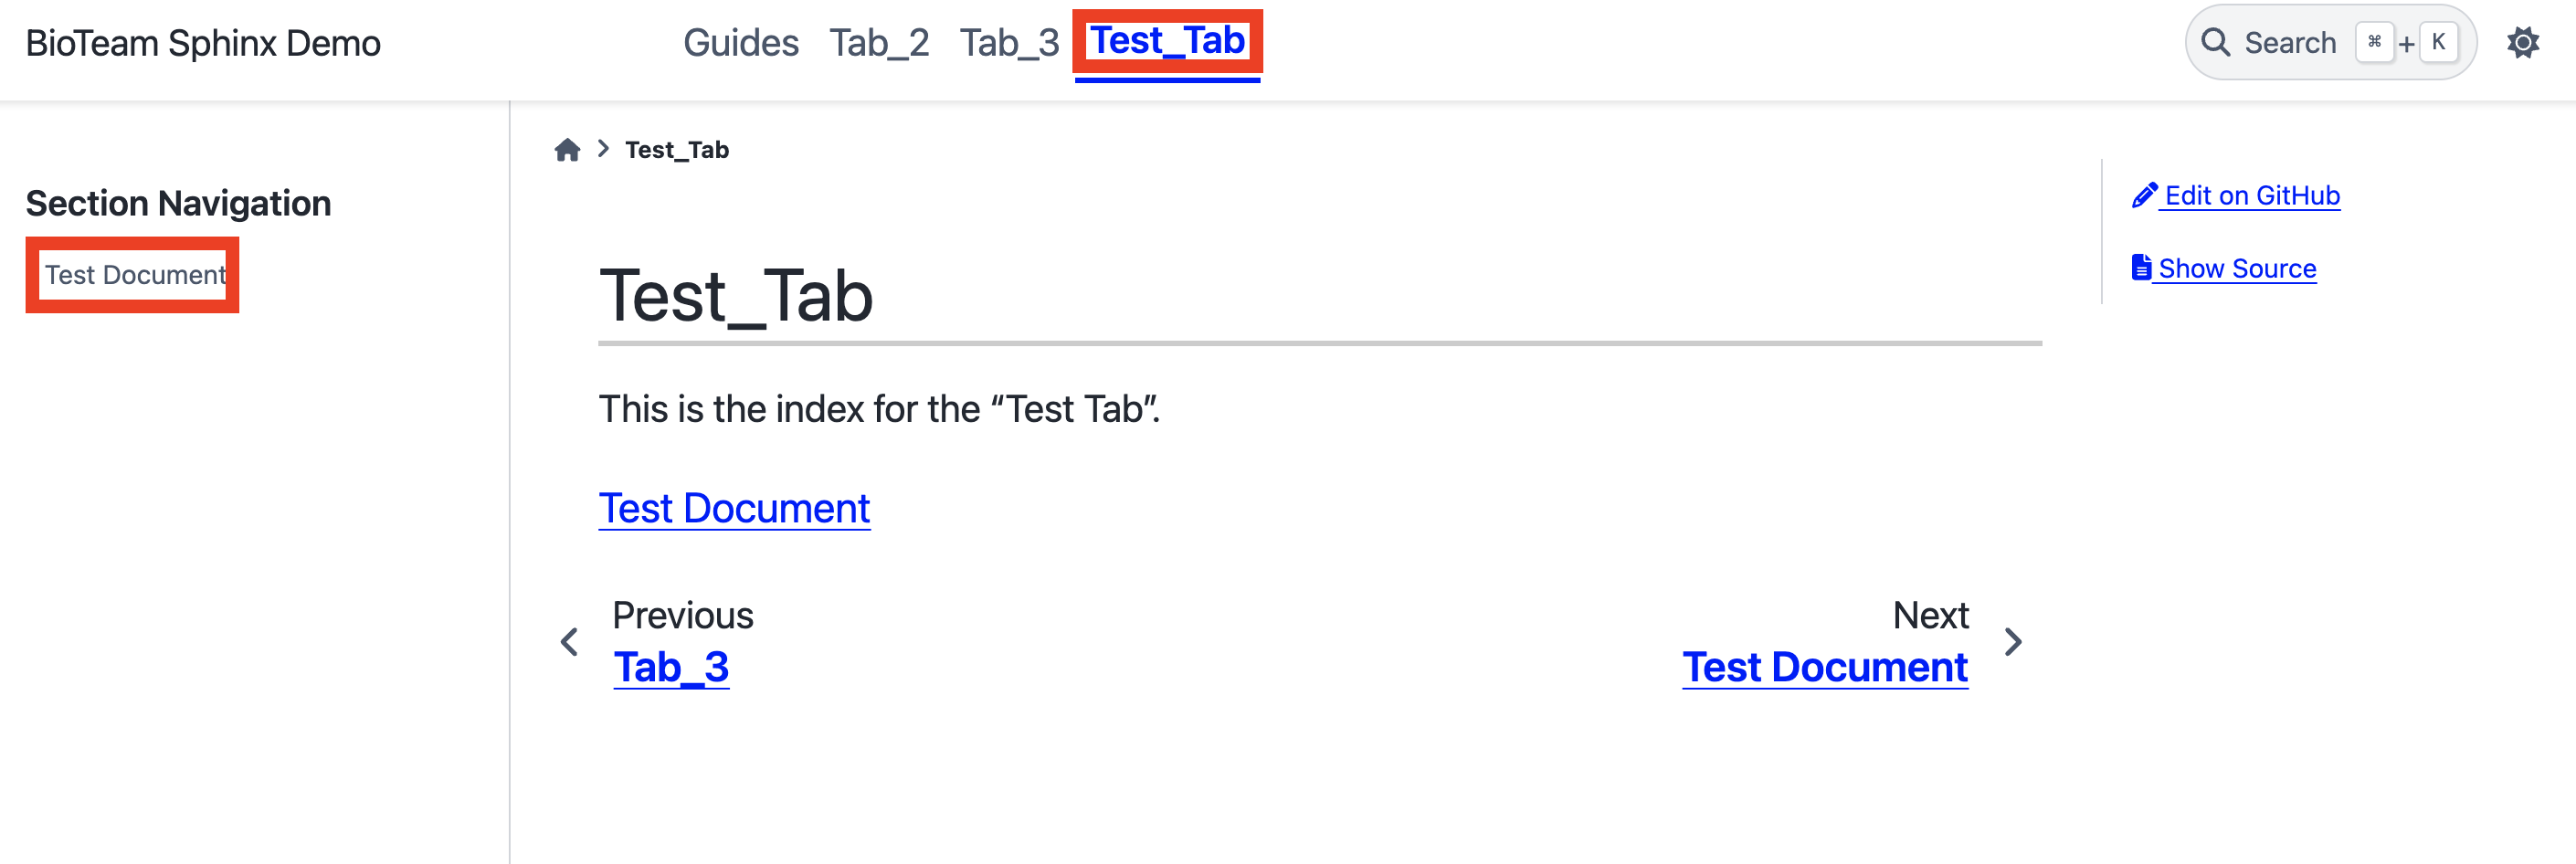 BioTeam Sphinx Demo
Guides Tab_2 Tab_3 Test_Tab
Search ⌘ + K
Test_Tab
Section Navigation
Test Document
Test_Tab
This is the index for the “Test Tab”.
Test Document
Previous
Tab_3
Next
Test Document
Edit on GitHub
Show Source